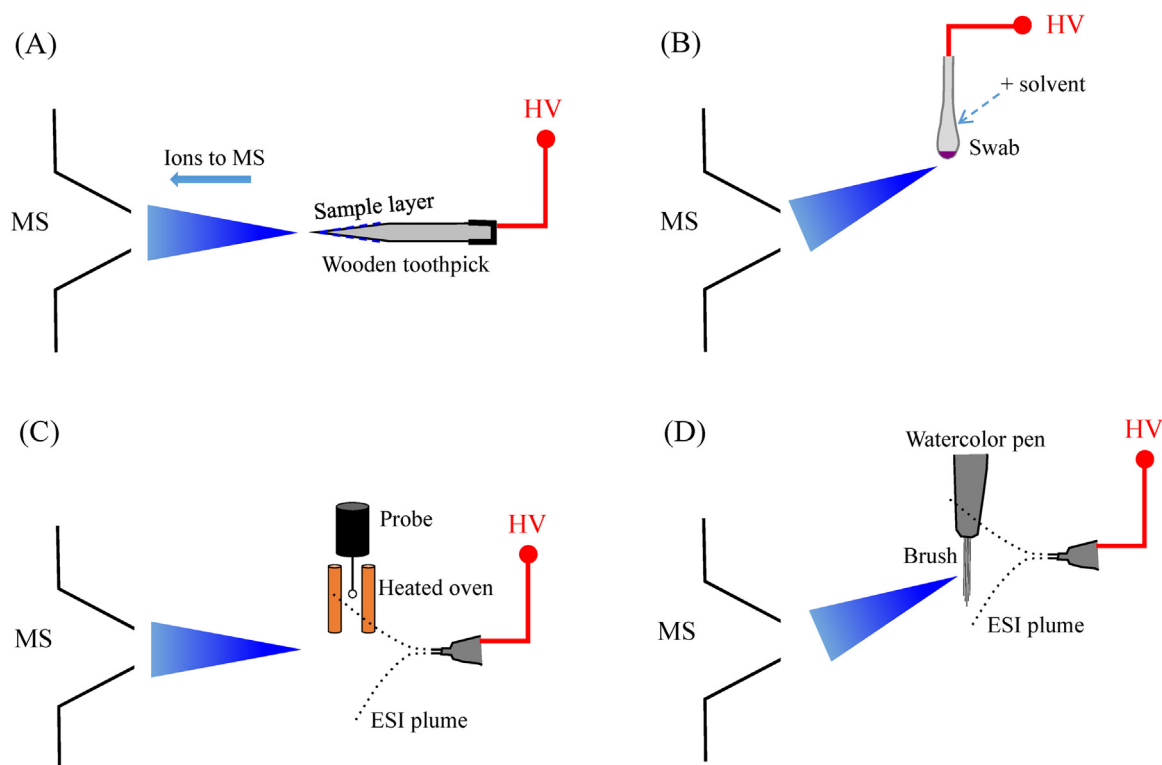 (A)
HV
Ions to MS
Sample layer
MS
Wooden toothpick
(B)
HV
+ solvent
Swab
MS
(C)
Probe
HV
Heated oven
MS
ESI plume
(D)
Watercolor pen
HV
Brush
MS
ESI plume